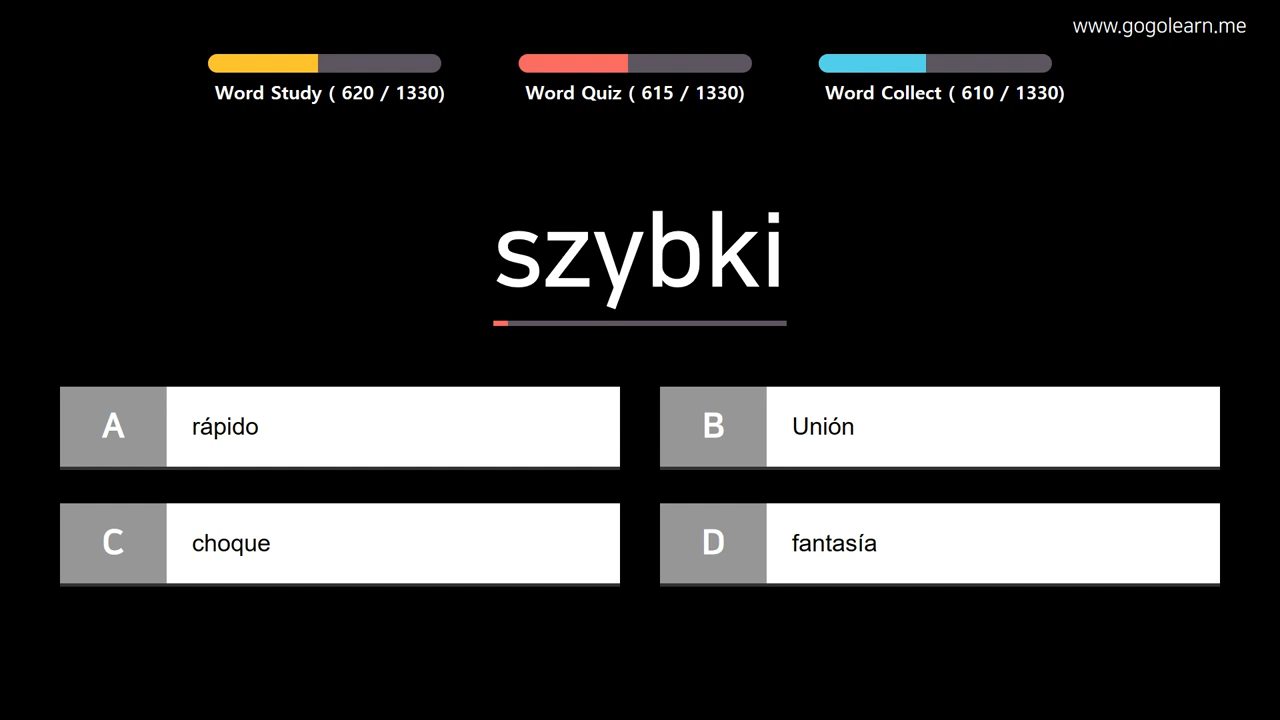 www.gogolearn.me
Word Study ( 620 / 1330)
Word Quiz ( 615 / 1330)
Word Collect ( 610 / 1330)
szybki
A rápido
B Unión
C choque
D fantasía